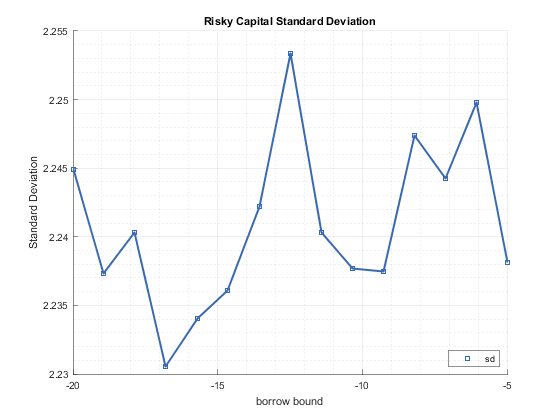 Risky Capital Standard Deviation
2.255
2.25
2.245
2.24
2.235
2.23
Standard Deviation
-20
-15
-10
-5
borrow bound
sd